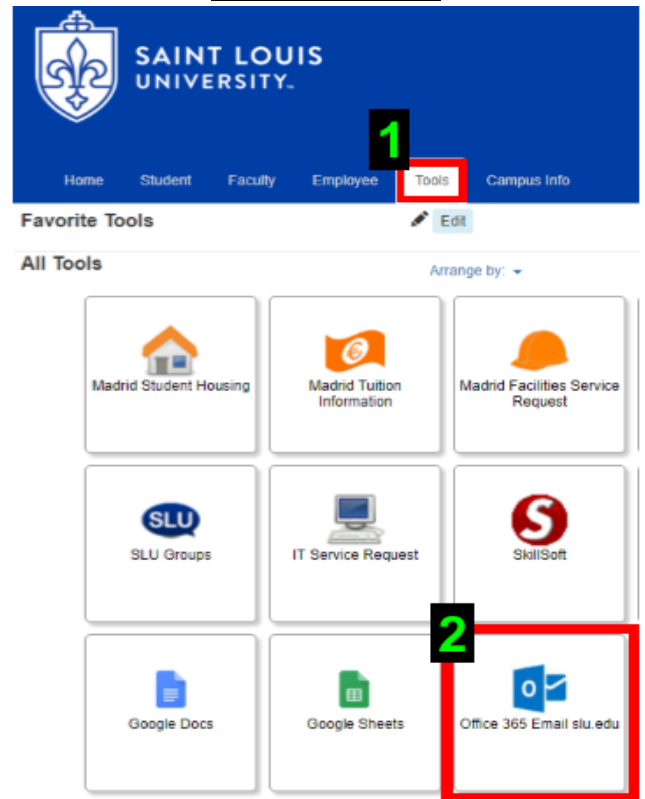 SAINT LOUIS
UNIVERSITY™
1
Home Student Faculty Employee Tools Campus Info
Favorite Tools Edit
All Tools Arrange by:
Madrid Student Housing
Madrid Tuition
Information
Madrid Facilities Service
Request
SLU
SLU Groups
IT Service Request
S
SkillSoft
2
Google Docs
Google Sheets
O
Office 365 Email slu.edu